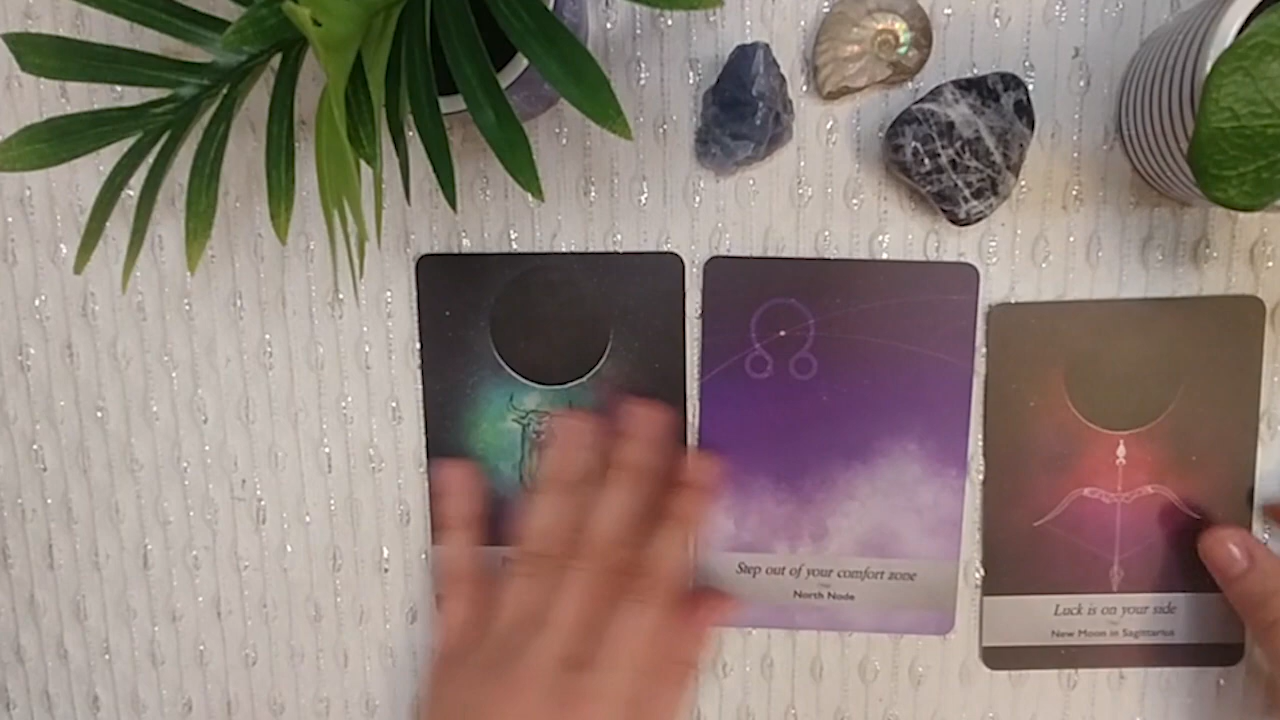 Step out of your comfort zone
North Node
Luck is on your side
New Moon in Sagittarius